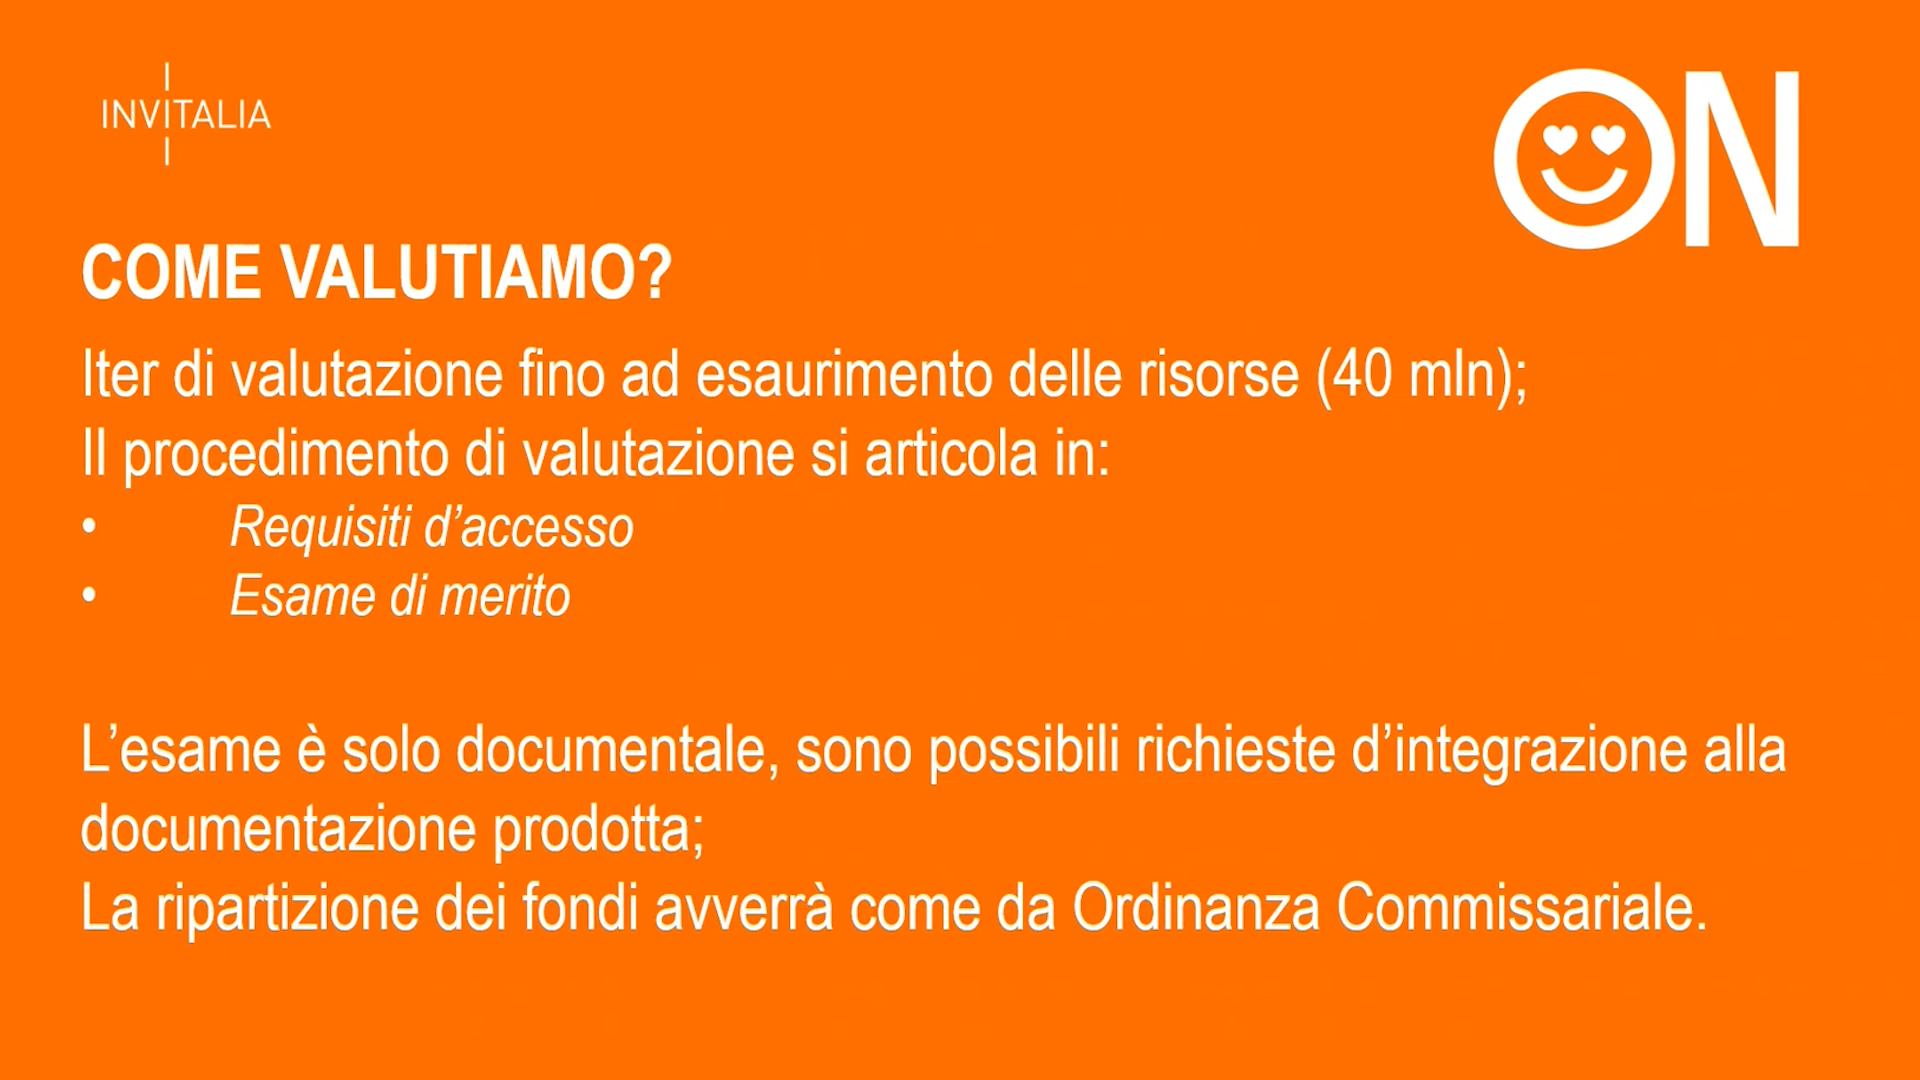 INVITALIA
ON
COME VALUTIAMO?
Iter di valutazione fino ad esaurimento delle risorse (40 mln);
Il procedimento di valutazione si articola in:
• Requisiti d’accesso
• Esame di merito
L’esame è solo documentale, sono possibili richieste d’integrazione alla
documentazione prodotta;
La ripartizione dei fondi avverrà come da Ordinanza Commissariale.